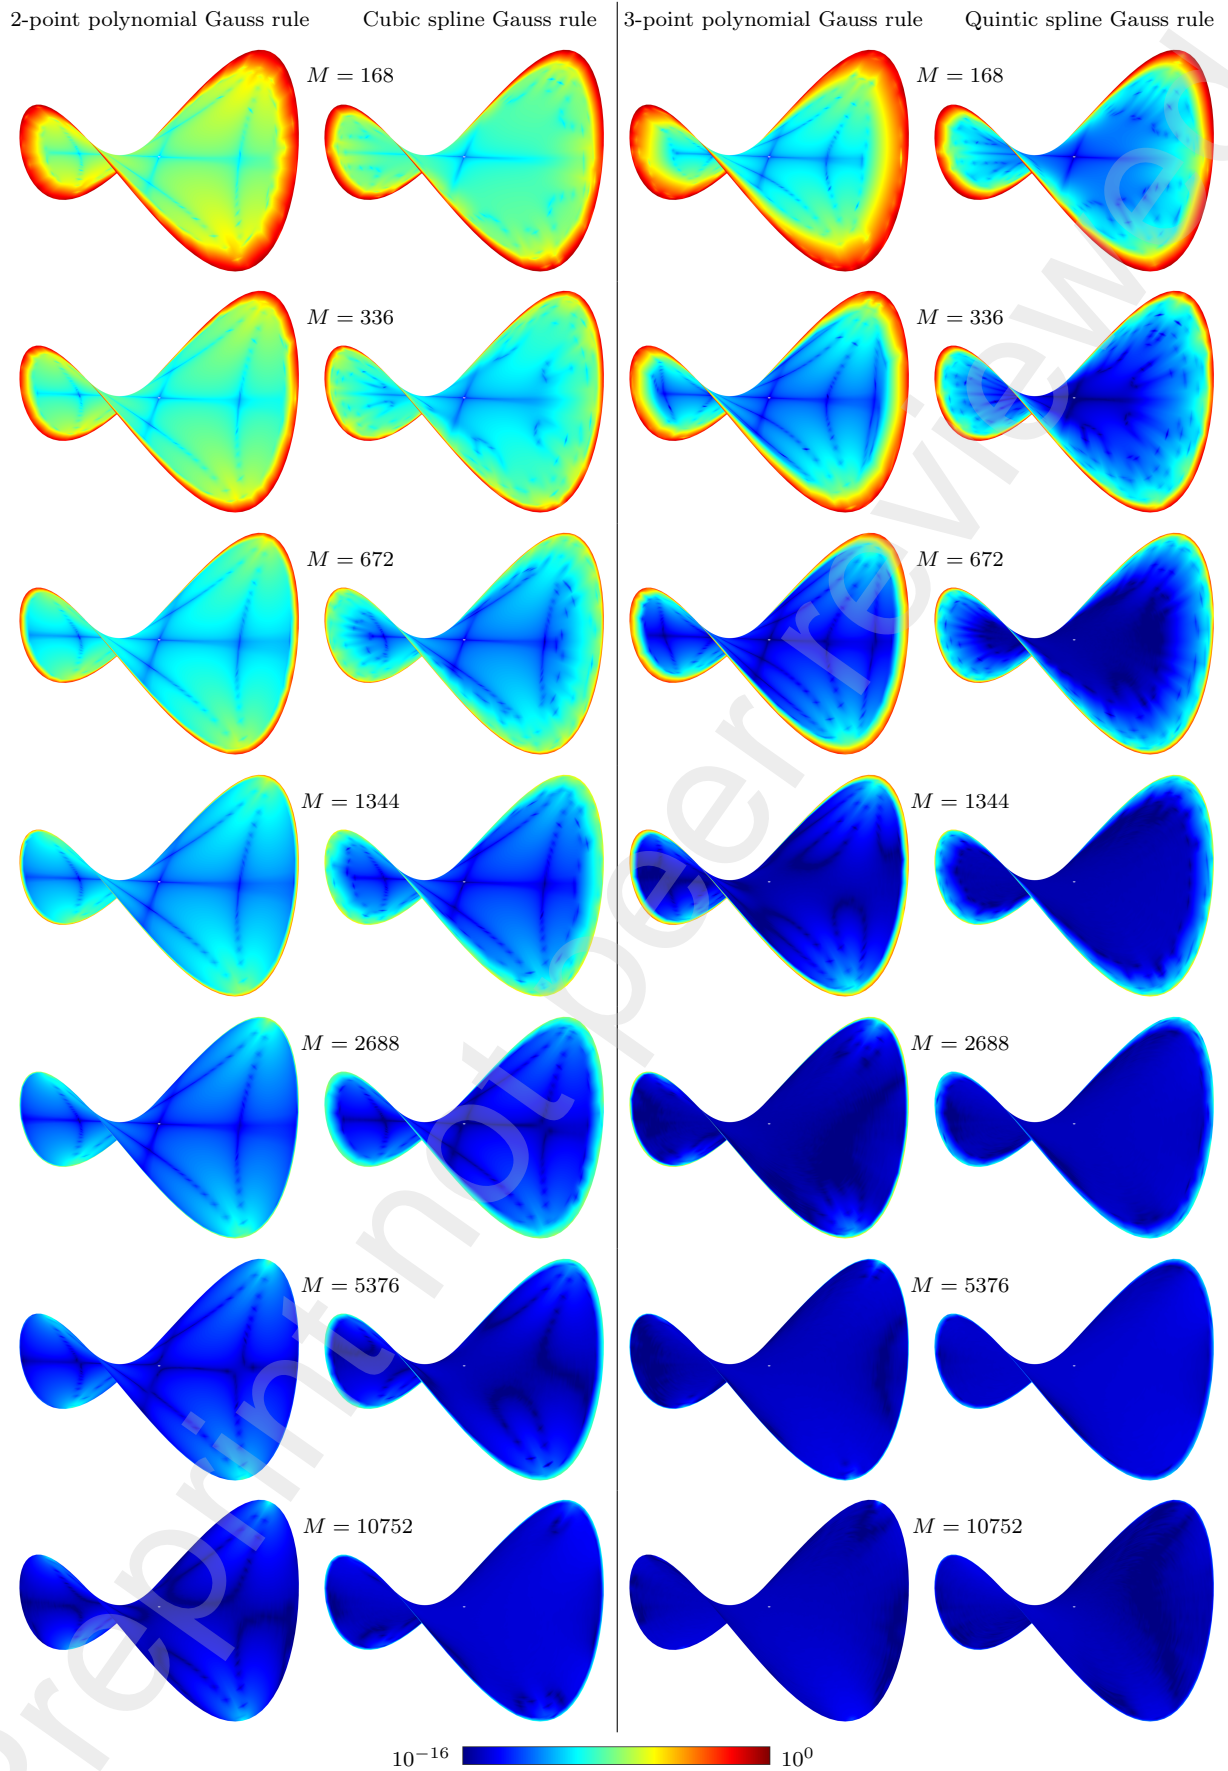 2-point polynomial Gauss rule Cubic spline Gauss rule 3-point polynomial Gauss rule Quintic spline Gauss rule
M = 168 M = 168
M = 336 M = 336
M = 672 M = 672
M = 1344 M = 1344
M = 2688 M = 2688
M = 5376 M = 5376
M = 10752 M = 10752
10⁻¹⁶ 10⁰
Preprint not peer reviewed